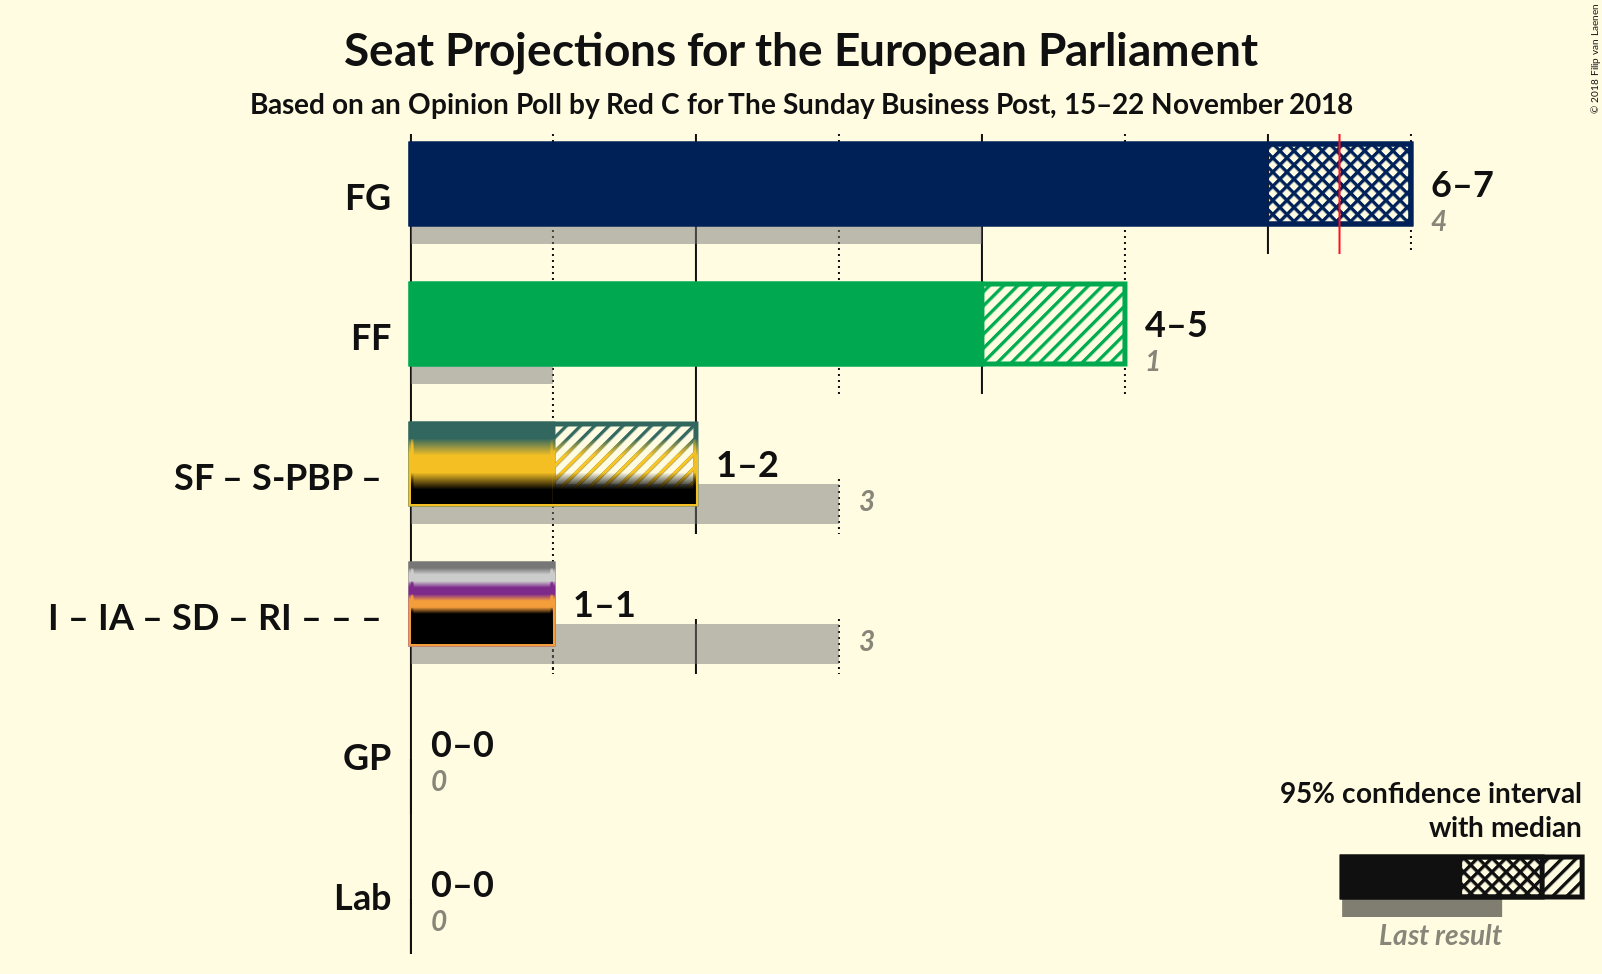 Seat Projections for the European Parliament
Based on an Opinion Poll by Red C for The Sunday Business Post, 15–22 November 2018
© 2018 Filip van Laenen
FG
6–7
4
FF
4–5
1
SF – S-PBP –
1–2
3
I – IA – SD – RI – – –
1–1
3
GP
0–0
0
Lab
0–0
0
95% confidence interval
with median
Last result